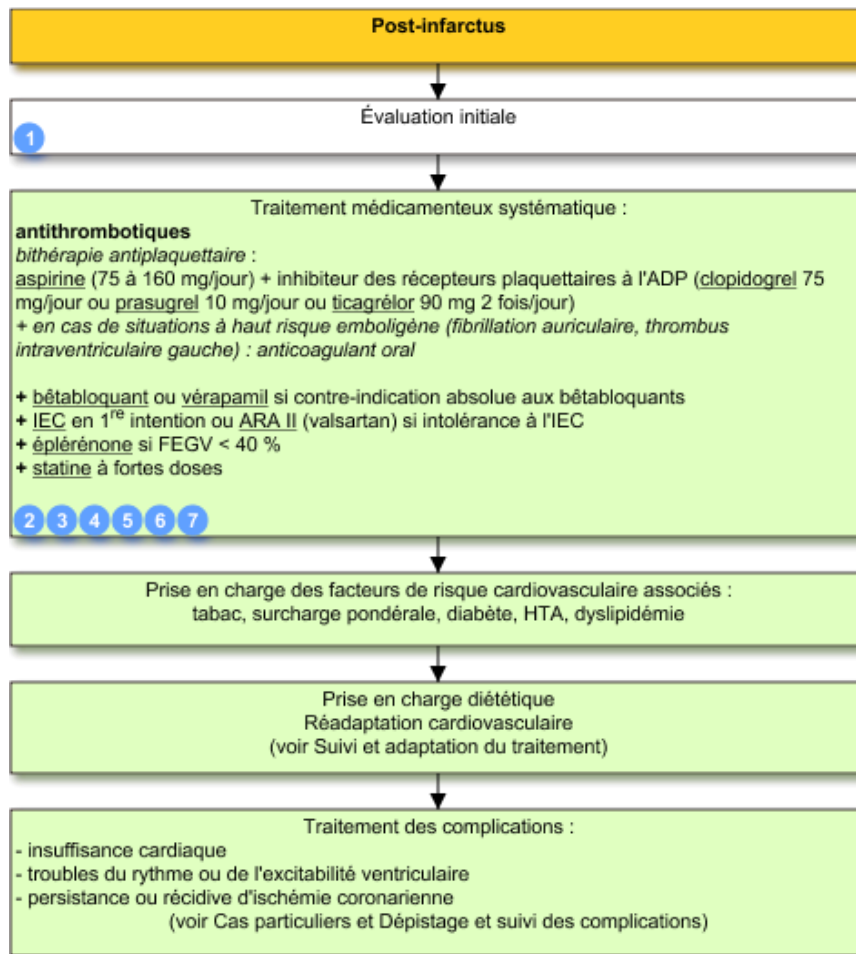 Post-infarctus
Évaluation initiale
1
Traitement médicamenteux systématique :
antithrombotiques
bithérapie antiplaquettaire :
aspirine (75 à 160 mg/jour) + inhibiteur des récepteurs plaquettaires à l'ADP (clopidogrel 75
mg/jour ou prasugrel 10 mg/jour ou ticagrélor 90 mg 2 fois/jour)
+ en cas de situations à haut risque emboligène (fibrillation auriculaire, thrombus
intraventriculaire gauche) : anticoagulant oral
+ bêtabloquant ou vérapamil si contre-indication absolue aux bêtabloquants
+ IEC en 1re intention ou ARA II (valsartan) si intolérance à l'IEC
+ éplérénone si FEGV < 40 %
+ statine à fortes doses
2 3 4 5 6 7
Prise en charge des facteurs de risque cardiovasculaire associés :
tabac, surcharge pondérale, diabète, HTA, dyslipidémie
Prise en charge diététique
Réadaptation cardiovasculaire
(voir Suivi et adaptation du traitement)
Traitement des complications :
- insuffisance cardiaque
- troubles du rythme ou de l'excitabilité ventriculaire
- persistance ou récidive d'ischémie coronarienne
(voir Cas particuliers et Dépistage et suivi des complications)